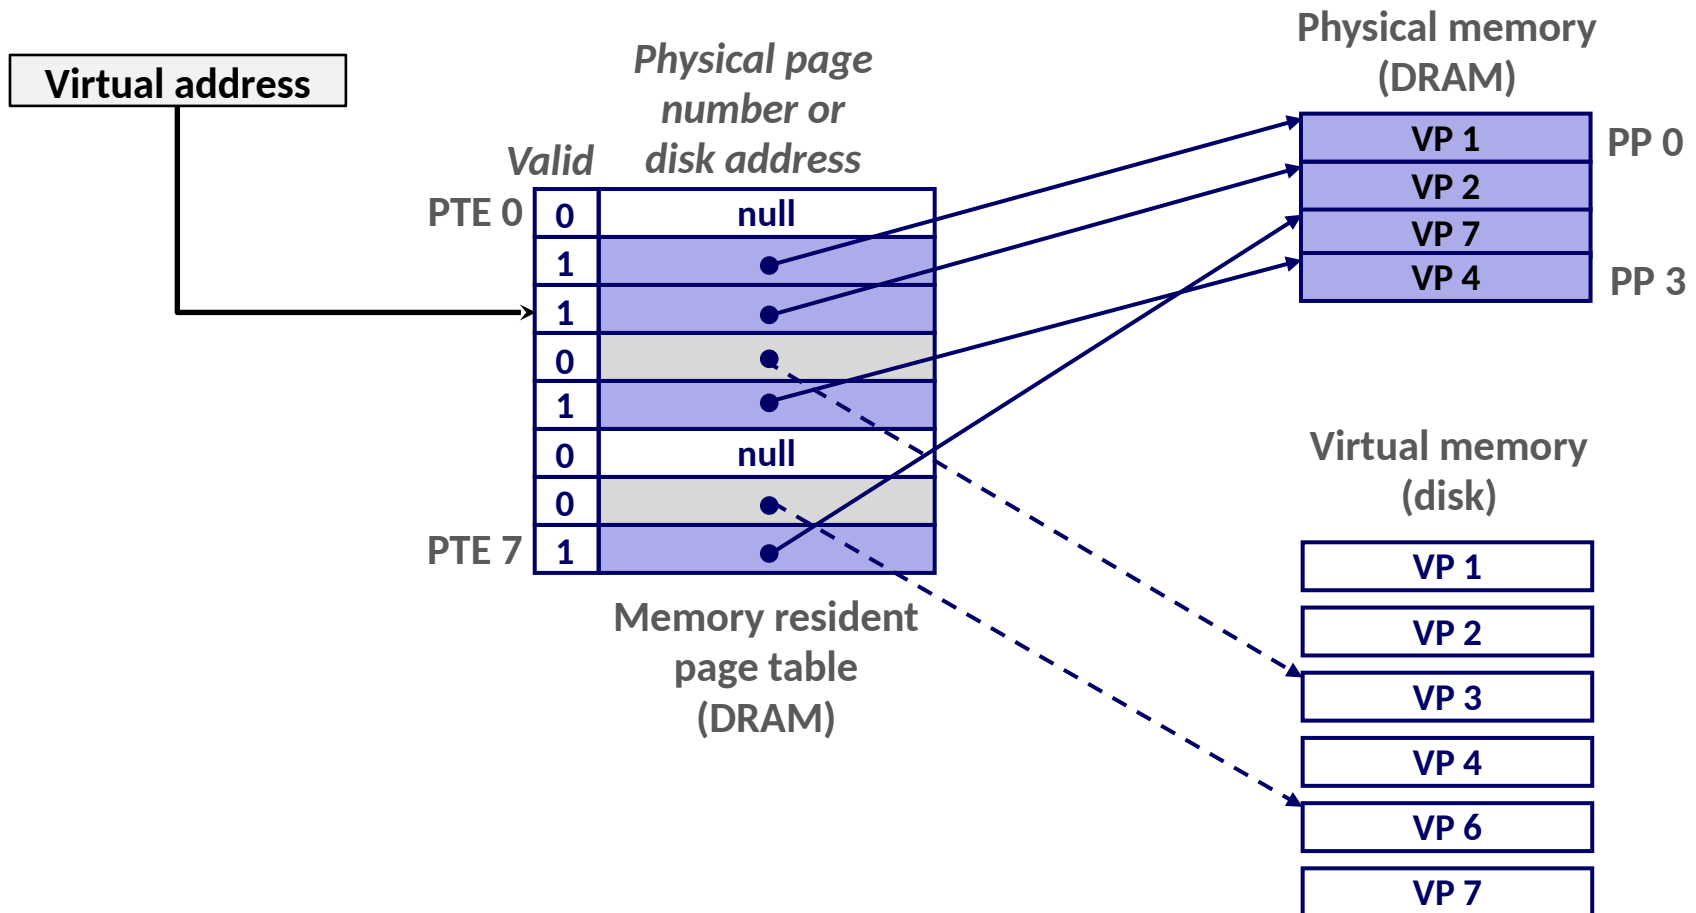 Virtual address
Physical page
number or
disk address
Valid
PTE 0
0
null
1
1
0
1
0
null
0
PTE 7
1
Memory resident
page table
(DRAM)
Physical memory
(DRAM)
VP 1
PP 0
VP 2
VP 7
VP 4
PP 3
Virtual memory
(disk)
VP 1
VP 2
VP 3
VP 4
VP 6
VP 7